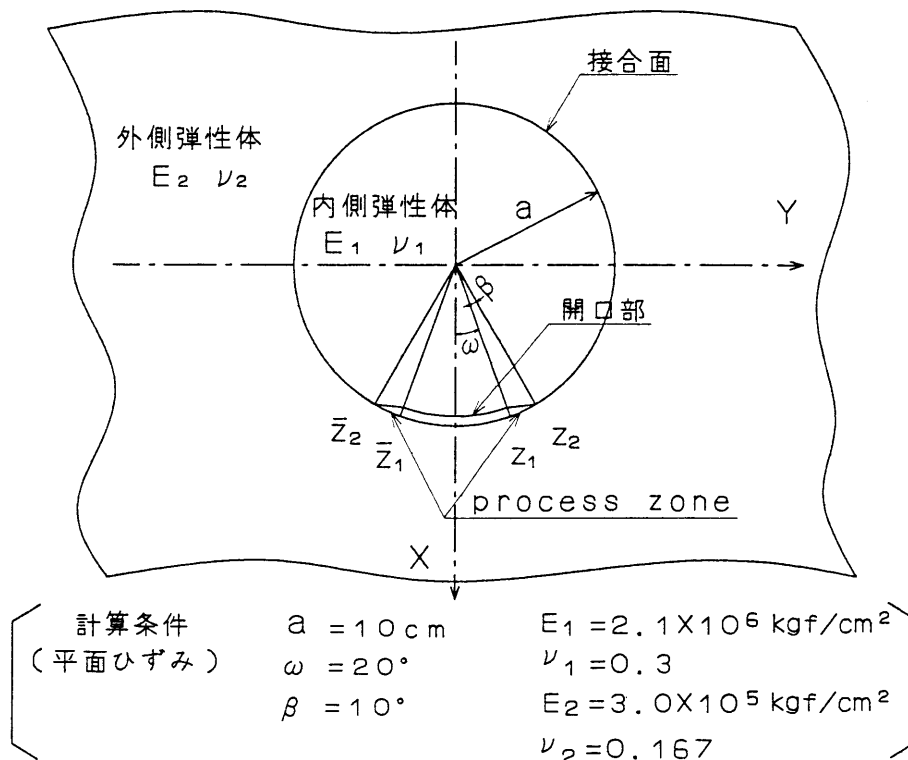 接合面
外側弾性体
E₂ ν₂
a
Y
内側弾性体
E₁ ν₁
β
開口部
ω
z̄₂
z̄₁
z₁
z₂
process zone
X
計算条件
(平面ひずみ)
a =10cm
ω =20°
β =10°
E₁ =2.1X10⁶ kgf/cm²
ν₁=0.3
E₂=3.0X10⁵ kgf/cm²
ν₂=0.167